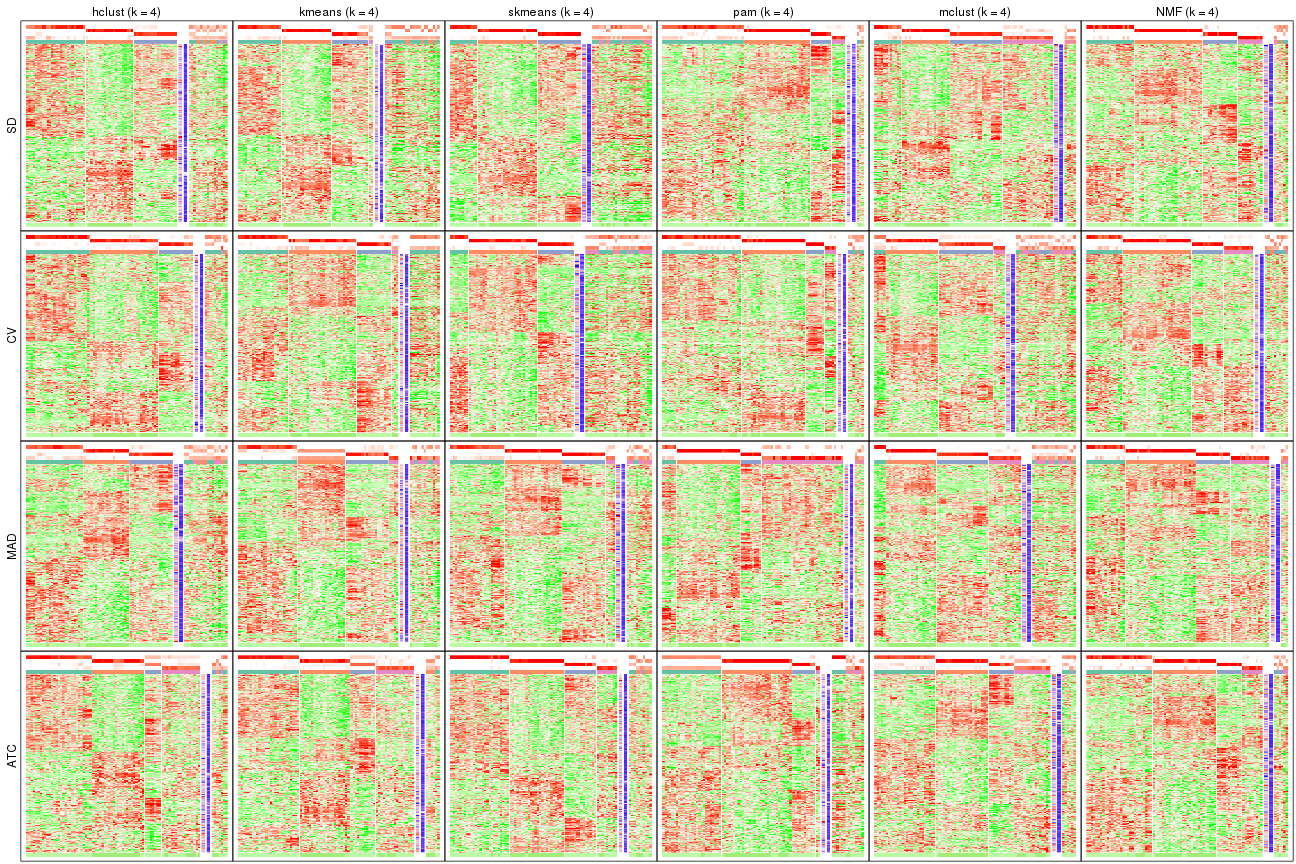 hclust (k = 4) kmeans (k = 4) skmeans (k = 4) pam (k = 4) mclust (k = 4) NMF (k = 4)
SD
CV
MAD
ATC